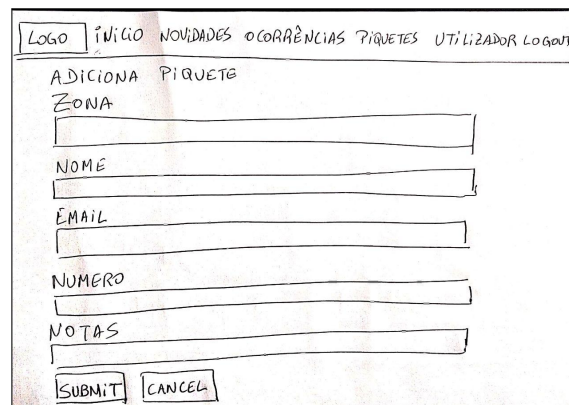 LOGO INICIO NOVIDADES OCORRÊNCIAS PIQUETES UTILIZADOR LOGOUT
ADICIONA PIQUETE
ZONA
NOME
EMAIL
NUMERO
NOTAS
SUBMIT CANCEL